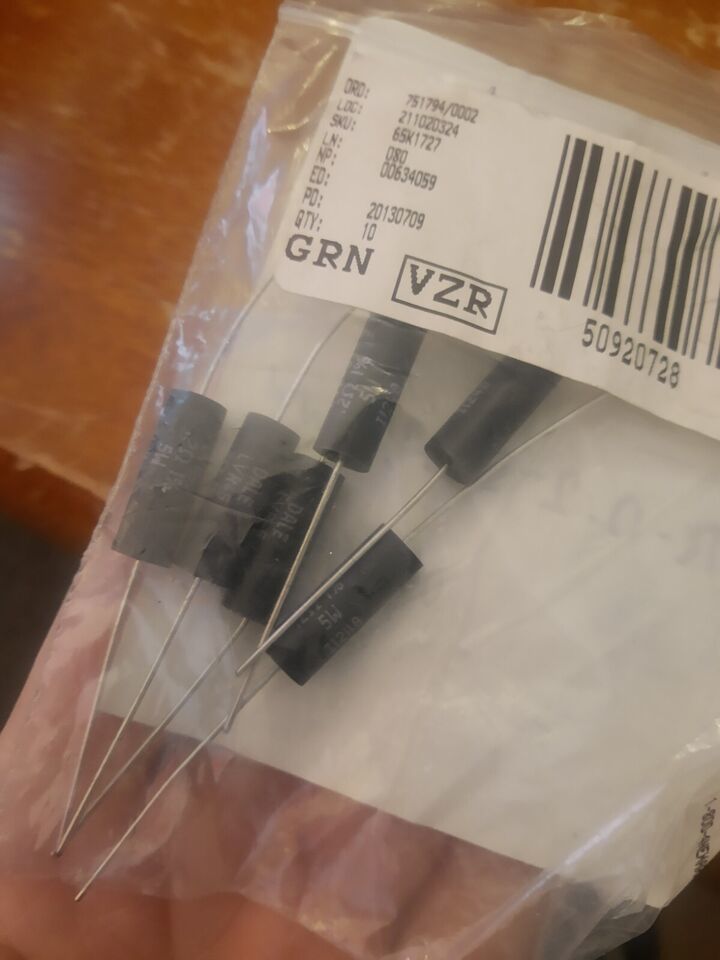 ORD: 751794/0002
LOC: 211020324
SKU: 65K1727
LN: 080
NP: 00634059
ED:
PD: 20130709
QTY: 10
GRN VZR
50920728
5W
DALE
DALE
5W